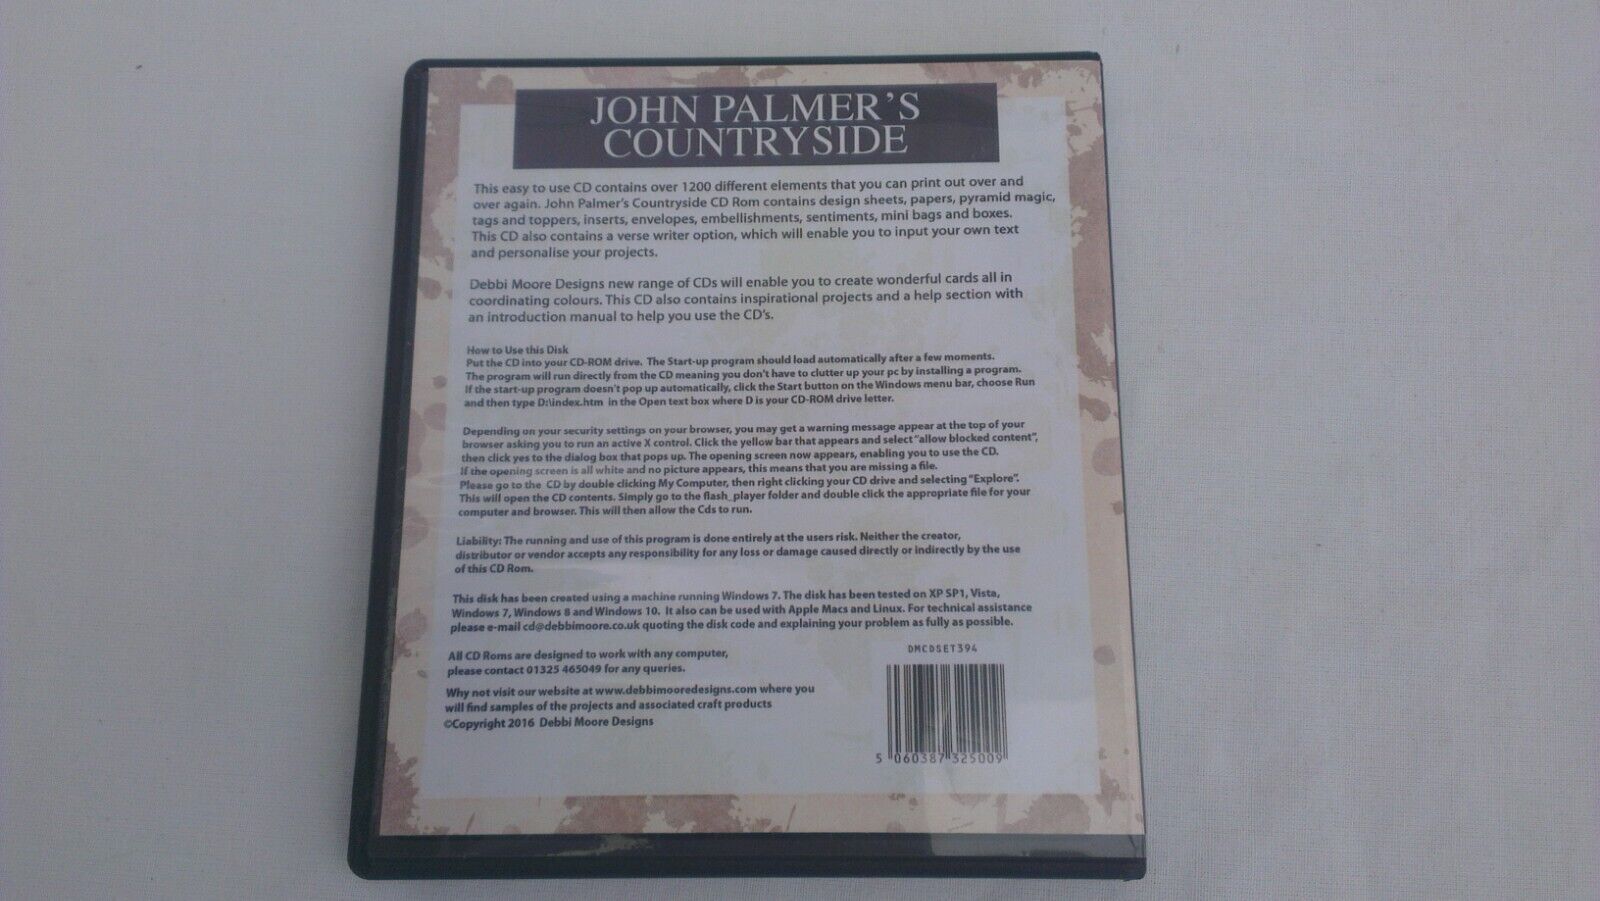 JOHN PALMER'S
COUNTRYSIDE
This easy to use CD contains over 1200 different elements that you can print out over and
over again. John Palmer's Countryside CD Rom contains design sheets, papers, pyramid magic,
tags and toppers, inserts, envelopes, embellishments, sentiments, mini bags and boxes.
This CD also contains a verse writer option, which will enable you to input your own text
and personalise your projects.
Debbi Moore Designs new range of CDs will enable you to create wonderful cards all in
coordinating colours. This CD also contains inspirational projects and a help section with
an introduction manual to help you use the CD's.
How to Use this Disk
Put the CD into your CD-ROM drive. The Start-up program should load automatically after a few moments.
The program will run directly from the CD meaning you don't have to clutter up your pc by installing a program.
If the start-up program doesn't pop up automatically, click the Start button on the Windows menu bar, choose Run
and then type D:\index.htm in the Open text box where D is your CD-ROM drive letter.
Depending on your security settings on your browser, you may get a warning message appear at the top of your
browser asking you to run an active X control. Click the yellow bar that appears and select "allow blocked content",
then click yes to the dialog box that pops up. The opening screen now appears, enabling you to use the CD.
If the opening screen is all white and no picture appears, this means that you are missing a file.
Please go to the CD by double clicking My Computer, then right clicking your CD drive and selecting "Explore".
This will open the CD contents. Simply go to the flash_player folder and double click the appropriate file for your
computer and browser. This will then allow the Cds to run.
Liability: The running and use of this program is done entirely at the users risk. Neither the creator,
distributor or vendor accepts any responsibility for any loss or damage caused directly or indirectly by the use
of this CD Rom.
This disk has been created using a machine running Windows 7. The disk has been tested on XP SP1, Vista,
Windows 7, Windows 8 and Windows 10. It also can be used with Apple Macs and Linux. For technical assistance
please e-mail cd@debbimoore.co.uk quoting the disk code and explaining your problem as fully as possible.
All CD Roms are designed to work with any computer,
please contact 01325 465049 for any queries.
Why not visit our website at www.debbimooredesigns.com where you
will find samples of the projects and associated craft products
©Copyright 2016 Debbi Moore Designs
DMCDSET394
5 060387 325009